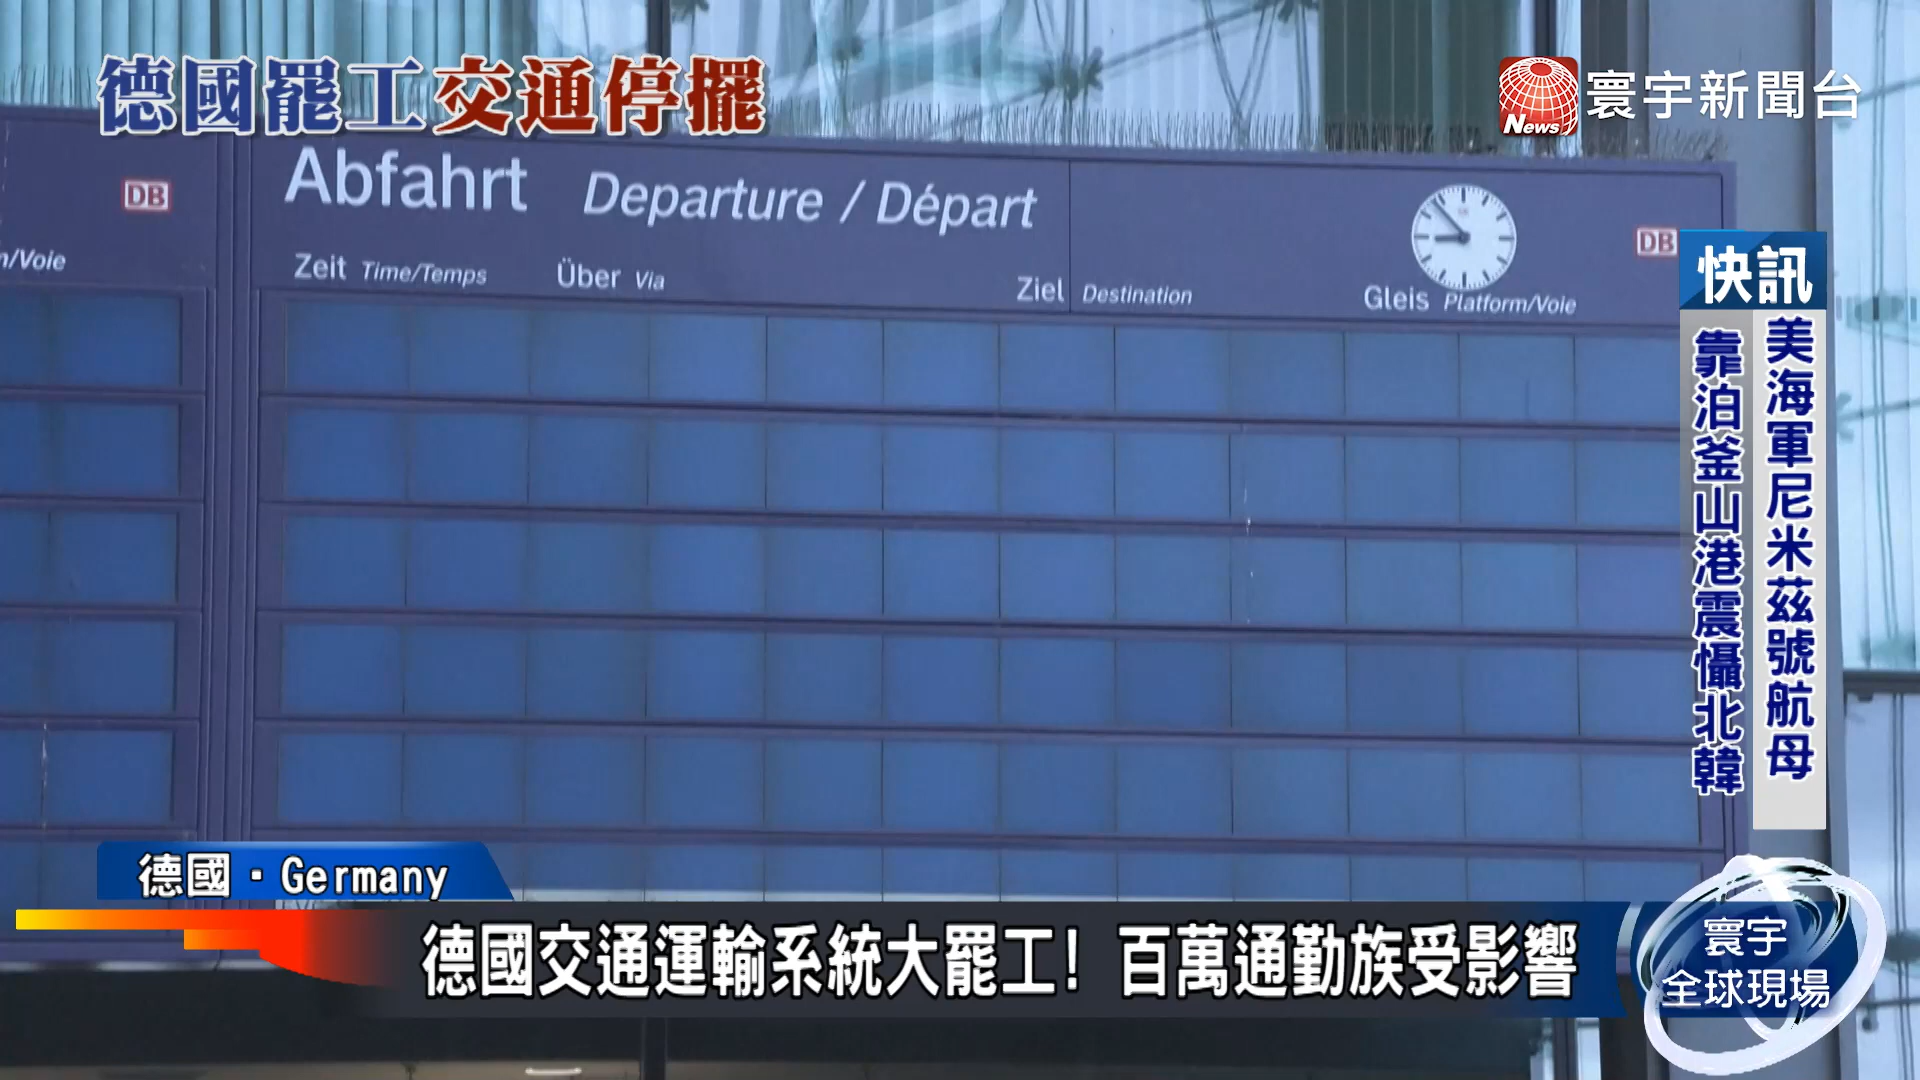 德國罷工交通停擺
News 寰宇新聞台
DB
Abfahrt Departure / Départ
DB
/Voie
Zeit Time/Temps Über Via Ziel Destination Gleis Platform/Voie
快訊
美海軍尼米茲號航母
靠泊釜山港震懾北韓
德國・Germany
德國交通運輸系統大罷工! 百萬通勤族受影響
寰宇
全球現場